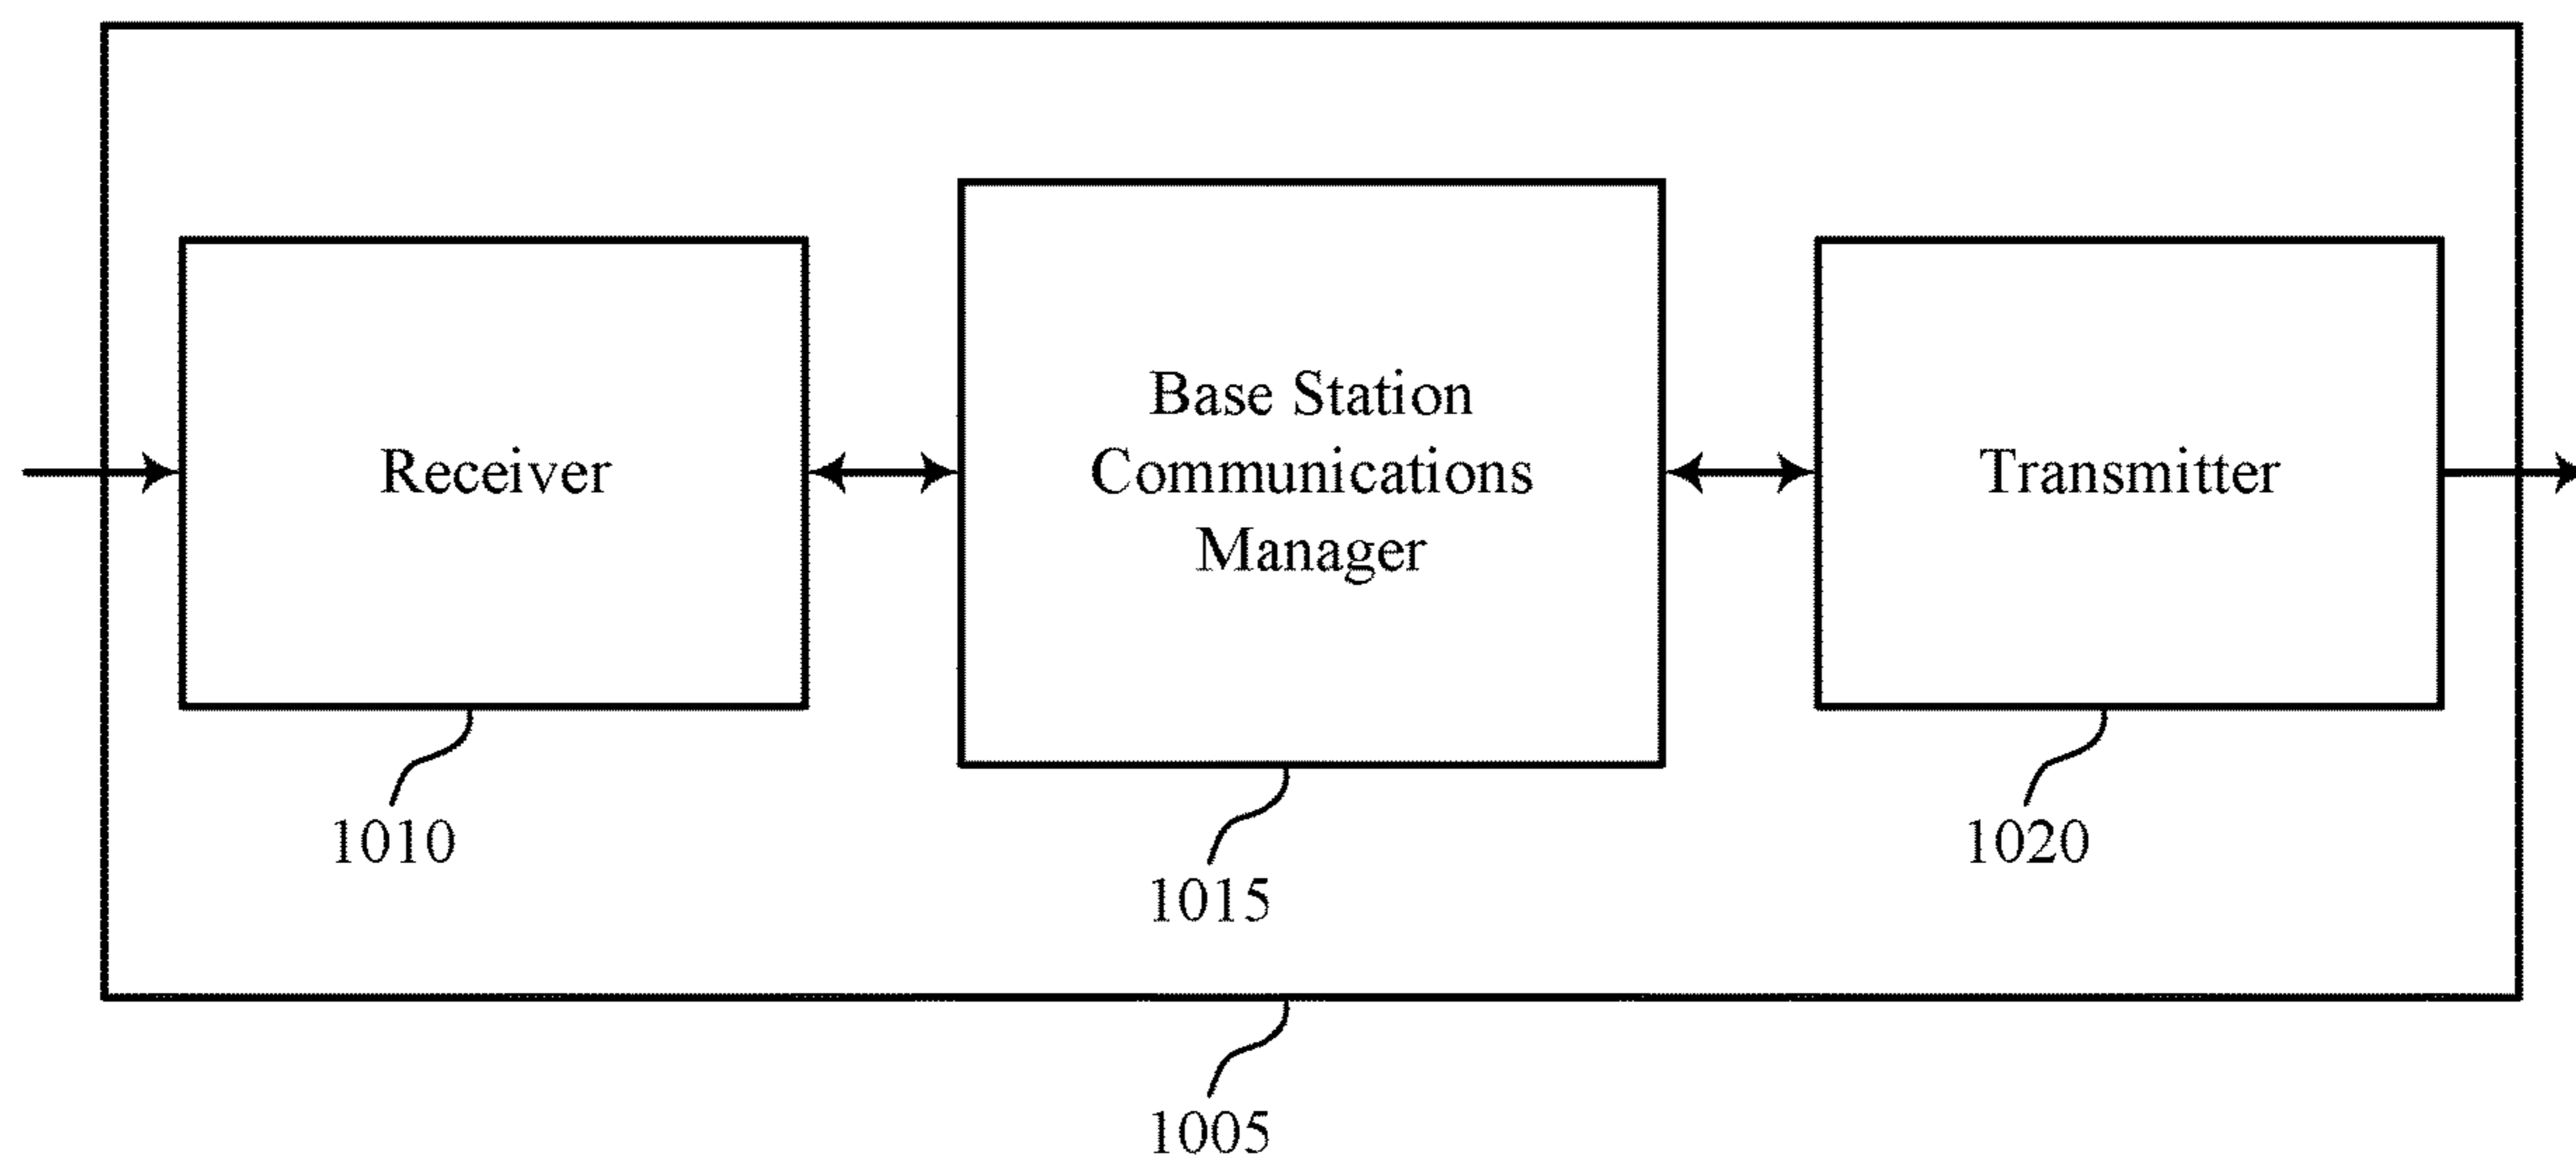 Receiver
Base Station
Communications
Manager
Transmitter
1010
1015
1020
1005